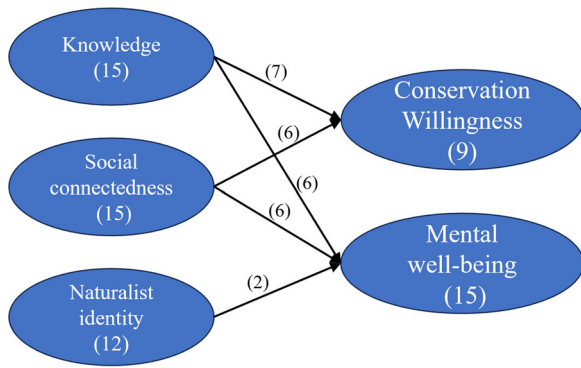 Knowledge
(15)
(7)
Conservation
Willingness
(9)
(6)
Social
connectedness
(15)
(6)
(6)
Mental
well-being
(15)
(2)
Naturalist
identity
(12)